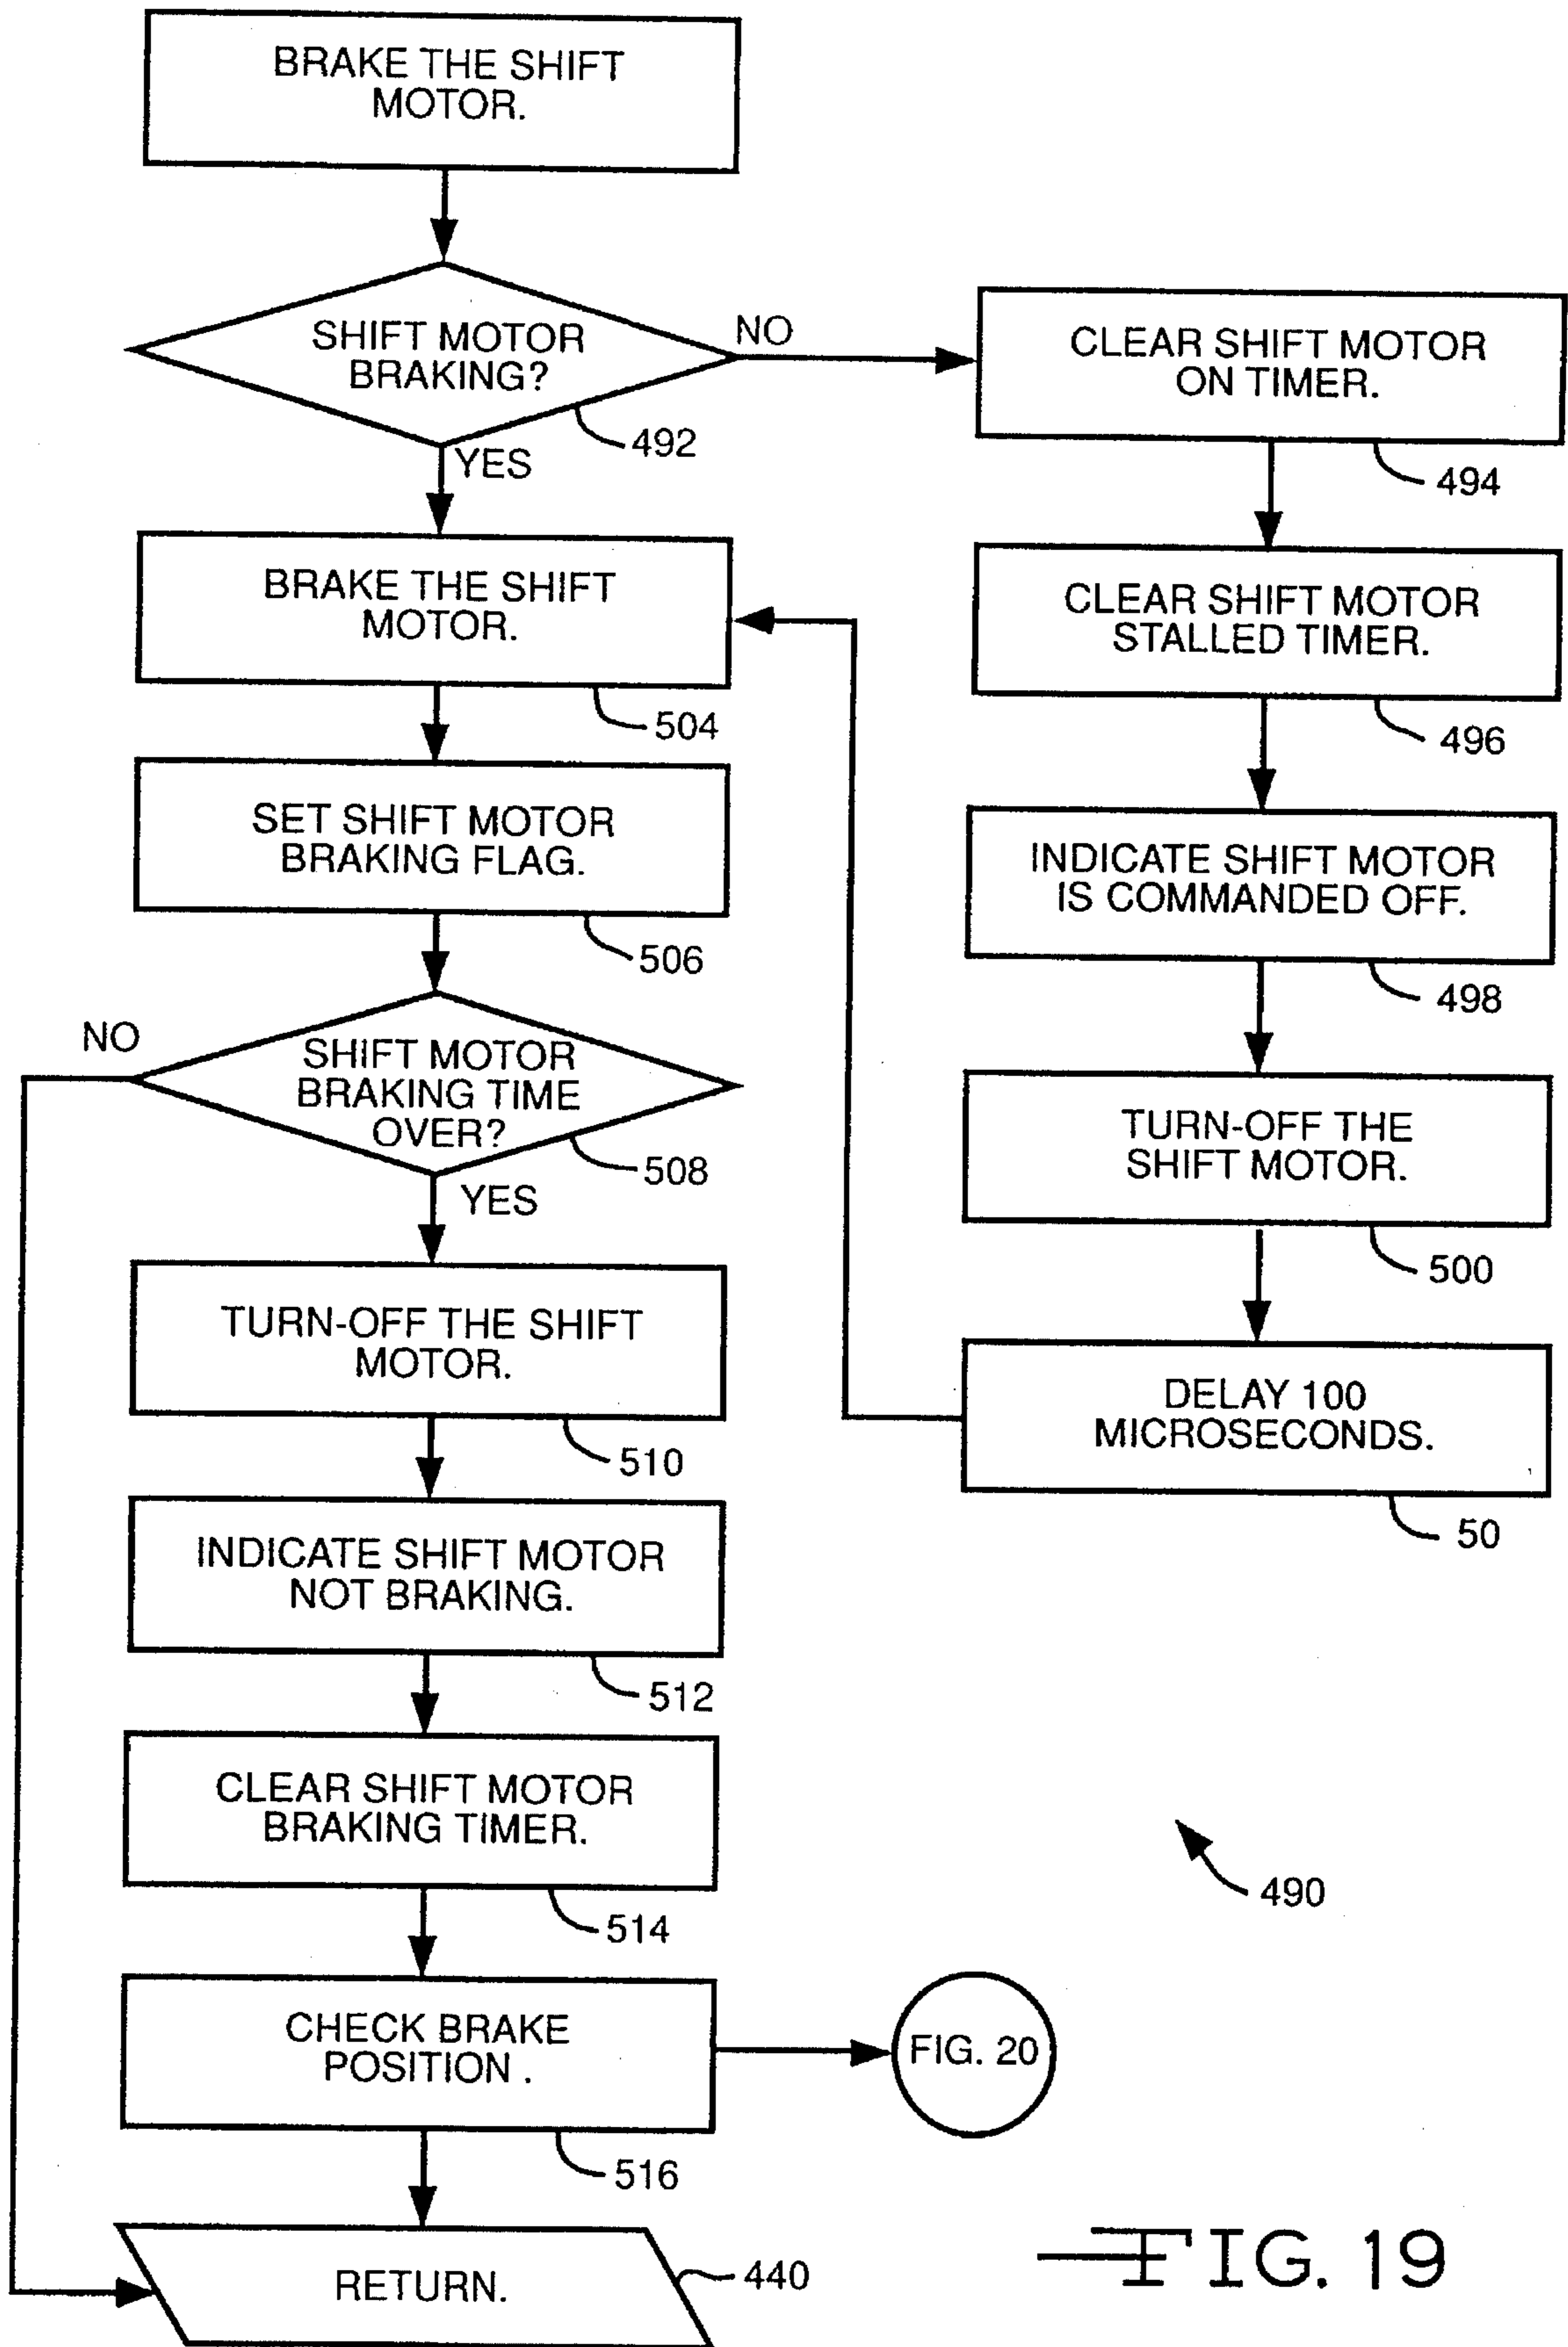 BRAKE THE SHIFT
MOTOR.
SHIFT MOTOR
BRAKING?
NO
492
YES
CLEAR SHIFT MOTOR
ON TIMER.
494
BRAKE THE SHIFT
MOTOR.
504
CLEAR SHIFT MOTOR
STALLED TIMER.
496
SET SHIFT MOTOR
BRAKING FLAG.
506
INDICATE SHIFT MOTOR
IS COMMANDED OFF.
498
NO
SHIFT MOTOR
BRAKING TIME
OVER?
508
YES
TURN-OFF THE
SHIFT MOTOR.
500
TURN-OFF THE SHIFT
MOTOR.
510
DELAY 100
MICROSECONDS.
50
INDICATE SHIFT MOTOR
NOT BRAKING.
512
CLEAR SHIFT MOTOR
BRAKING TIMER.
514
490
CHECK BRAKE
POSITION .
516
FIG. 20
RETURN.
440
FIG. 19